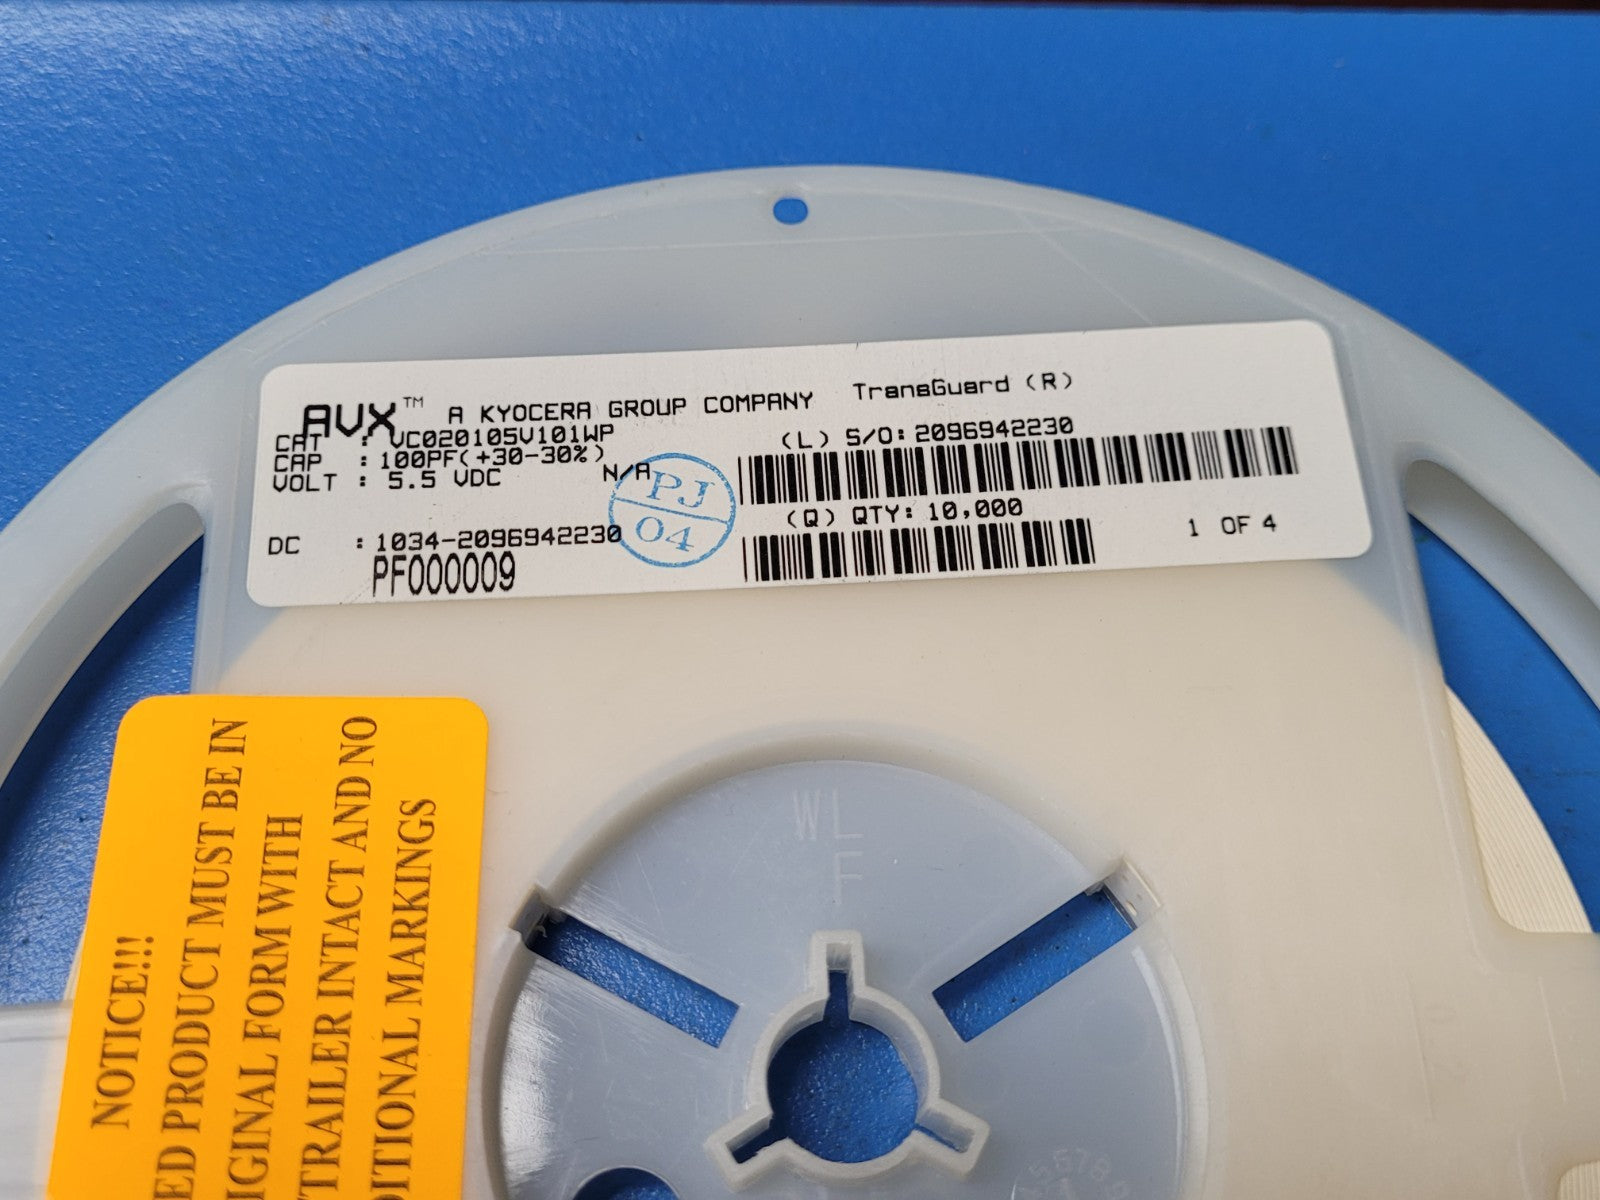 AVX™ A KYOCERA GROUP COMPANY TransGuard (R)
CAT : VC020105V101WP
CAP : 100PF(+30-30%)
VOLT : 5.5 VDC N/A
PJ
04
DC : 1034-2096942230
PF000009
(L) S/O: 2096942230
(Q) QTY: 10,000
1 OF 4
NOTICE!!!
ED PRODUCT MUST BE IN
IGINAL FORM WITH
TRAILER INTACT AND NO
DITIONAL MARKINGS
WL
F